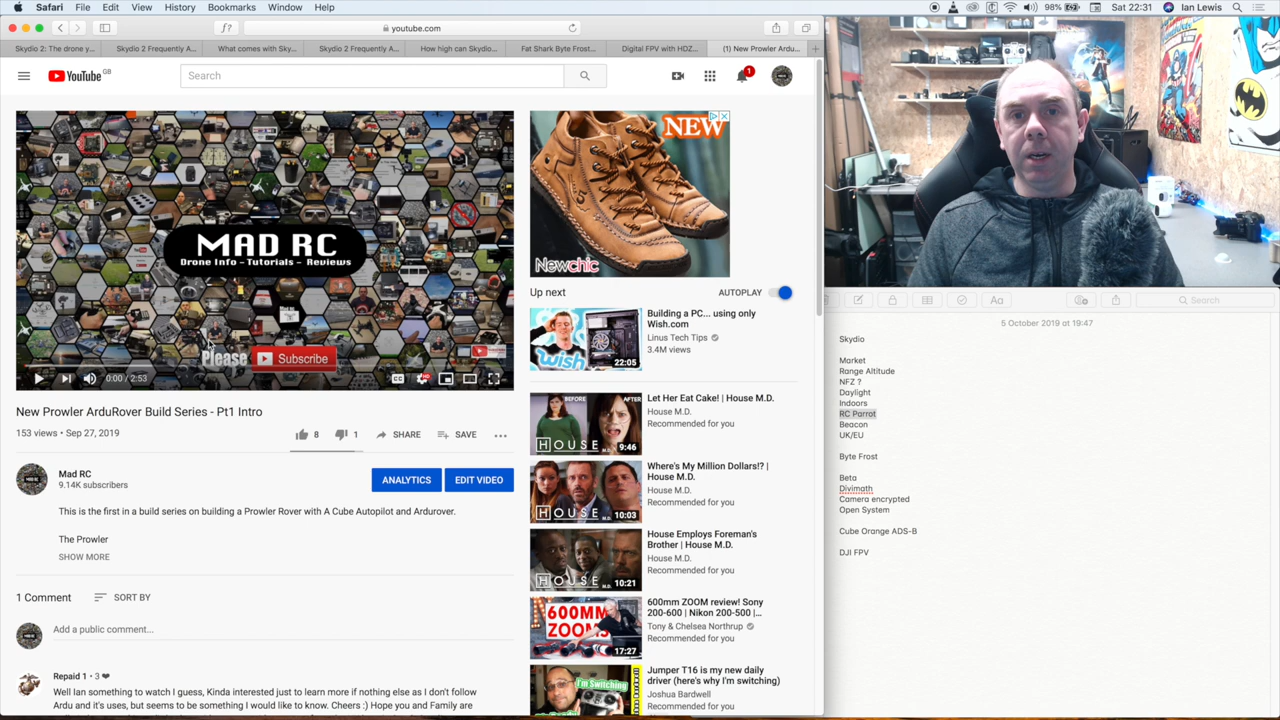 Safari File Edit View History Bookmarks Window Help
98% Sat 22:31 Ian Lewis
youtube.com
Skydio 2: The drone y...
Skydio 2 Frequently A...
What comes with Sky...
Skydio 2 Frequently A...
How high can Skydio...
Fat Shark Byte Frost...
Digital FPV with HDZ...
(1) New Prowler Ardu...
YouTube GB
Search
1
MAD RC
Drone Info - Tutorials - Reviews
Please Subscribe
0:00 / 2:53
New Prowler ArduRover Build Series - Pt1 Intro
153 views • Sep 27, 2019
8 1 SHARE SAVE
Mad RC
9.14K subscribers
ANALYTICS EDIT VIDEO
This is the first in a build series on building a Prowler Rover with A Cube Autopilot and Ardurover.
The Prowler
SHOW MORE
1 Comment SORT BY
Add a public comment...
Repaid 1 • 3
Well Ian something to watch I guess, Kinda interested just to learn more if nothing else as I don't follow
Ardu and it's uses, but seems to be something I would like to know. Cheers :) Hope you and Family are
NEW
Newchic
Up next AUTOPLAY
wish
22:05
Building a PC... using only
Wish.com
Linus Tech Tips
3.4M views
BEFORE AFTER
HOUSE
9:46
Let Her Eat Cake! | House M.D.
House M.D.
Recommended for you
HOUSE
10:03
Where's My Million Dollars!? |
House M.D.
House M.D.
Recommended for you
HOUSE
10:21
House Employs Foreman's
Brother | House M.D.
House M.D.
Recommended for you
600MM
ZOOMS
17:27
600mm ZOOM review! Sony
200-600 | Nikon 200-500 |...
Tony & Chelsea Northrup
Recommended for you
I'm Switching
Jumper T16 is my new daily
driver (here's why I'm switching)
Joshua Bardwell
Recommended for you
Aa Search
5 October 2019 at 19:47
Skydio
Market
Range Altitude
NFZ ?
Daylight
Indoors
RC Parrot
Beacon
UK/EU
Byte Frost
Beta
Divimath
Camera encrypted
Open System
Cube Orange ADS-B
DJI FPV